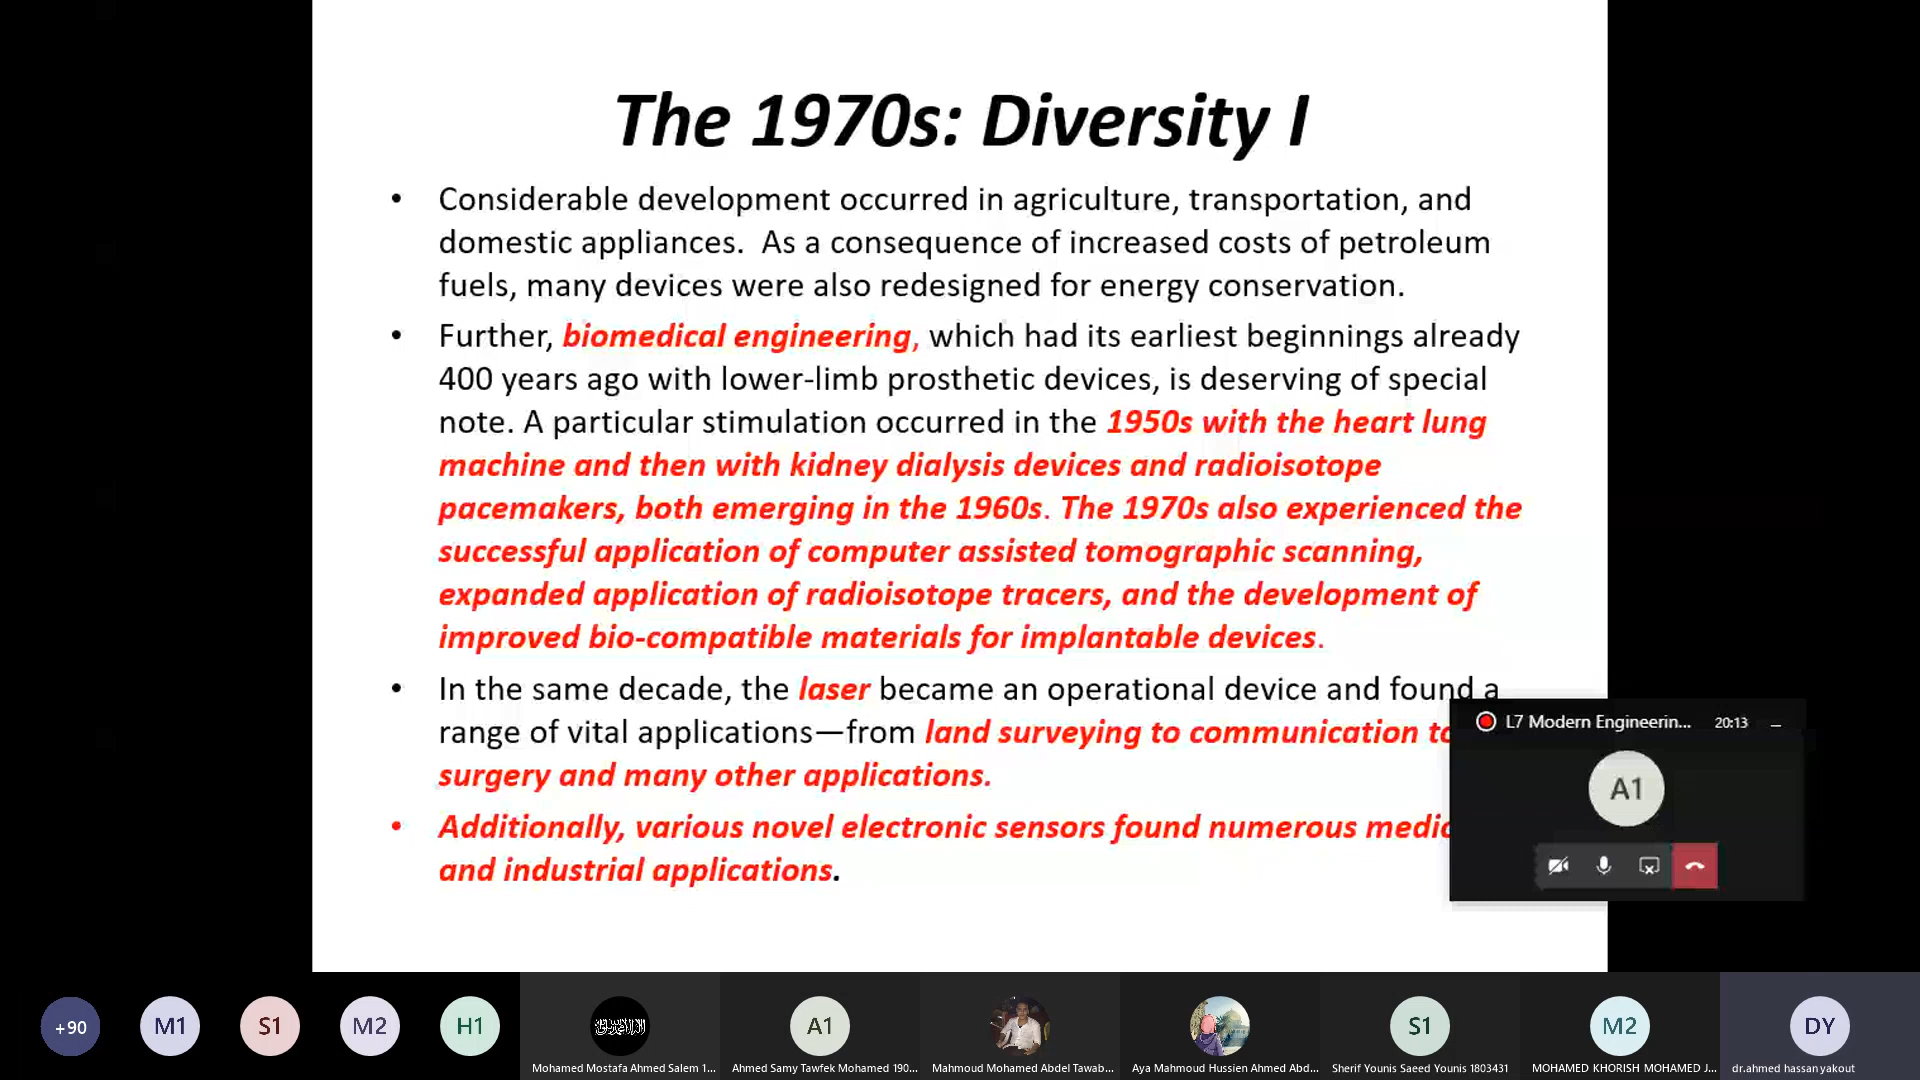 The 1970s: Diversity I
• Considerable development occurred in agriculture, transportation, and
domestic appliances. As a consequence of increased costs of petroleum
fuels, many devices were also redesigned for energy conservation.
• Further, biomedical engineering, which had its earliest beginnings already
400 years ago with lower-limb prosthetic devices, is deserving of special
note. A particular stimulation occurred in the 1950s with the heart lung
machine and then with kidney dialysis devices and radioisotope
pacemakers, both emerging in the 1960s. The 1970s also experienced the
successful application of computer assisted tomographic scanning,
expanded application of radioisotope tracers, and the development of
improved bio-compatible materials for implantable devices.
• In the same decade, the laser became an operational device and found a
range of vital applications—from land surveying to communication to
surgery and many other applications.
• Additionally, various novel electronic sensors found numerous medic
and industrial applications.
L7 Modern Engineerin... 20:13
A1
+90 M1 S1 M2 H1 A1 S1 M2 DY
Mohamed Mostafa Ahmed Salem 1... Ahmed Samy Tawfek Mohamed 190... Mahmoud Mohamed Abdel Tawab... Aya Mahmoud Hussien Ahmed Abd... Sherif Younis Saeed Younis 1803431 MOHAMED KHORISH MOHAMED J... dr.ahmed hassan yakout